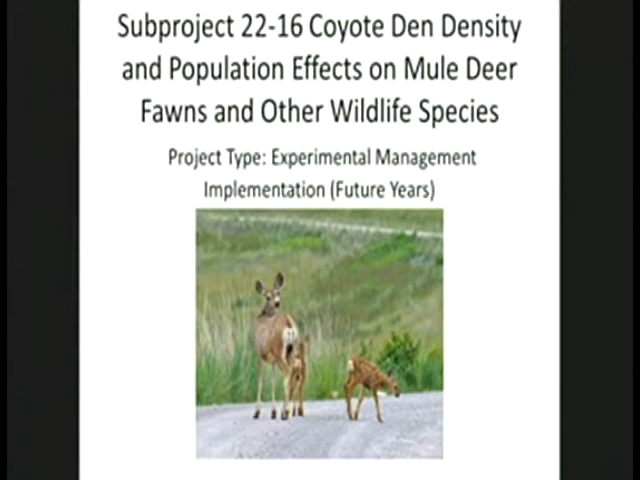 Subproject 22-16 Coyote Den Density
and Population Effects on Mule Deer
Fawns and Other Wildlife Species
Project Type: Experimental Management
Implementation (Future Years)